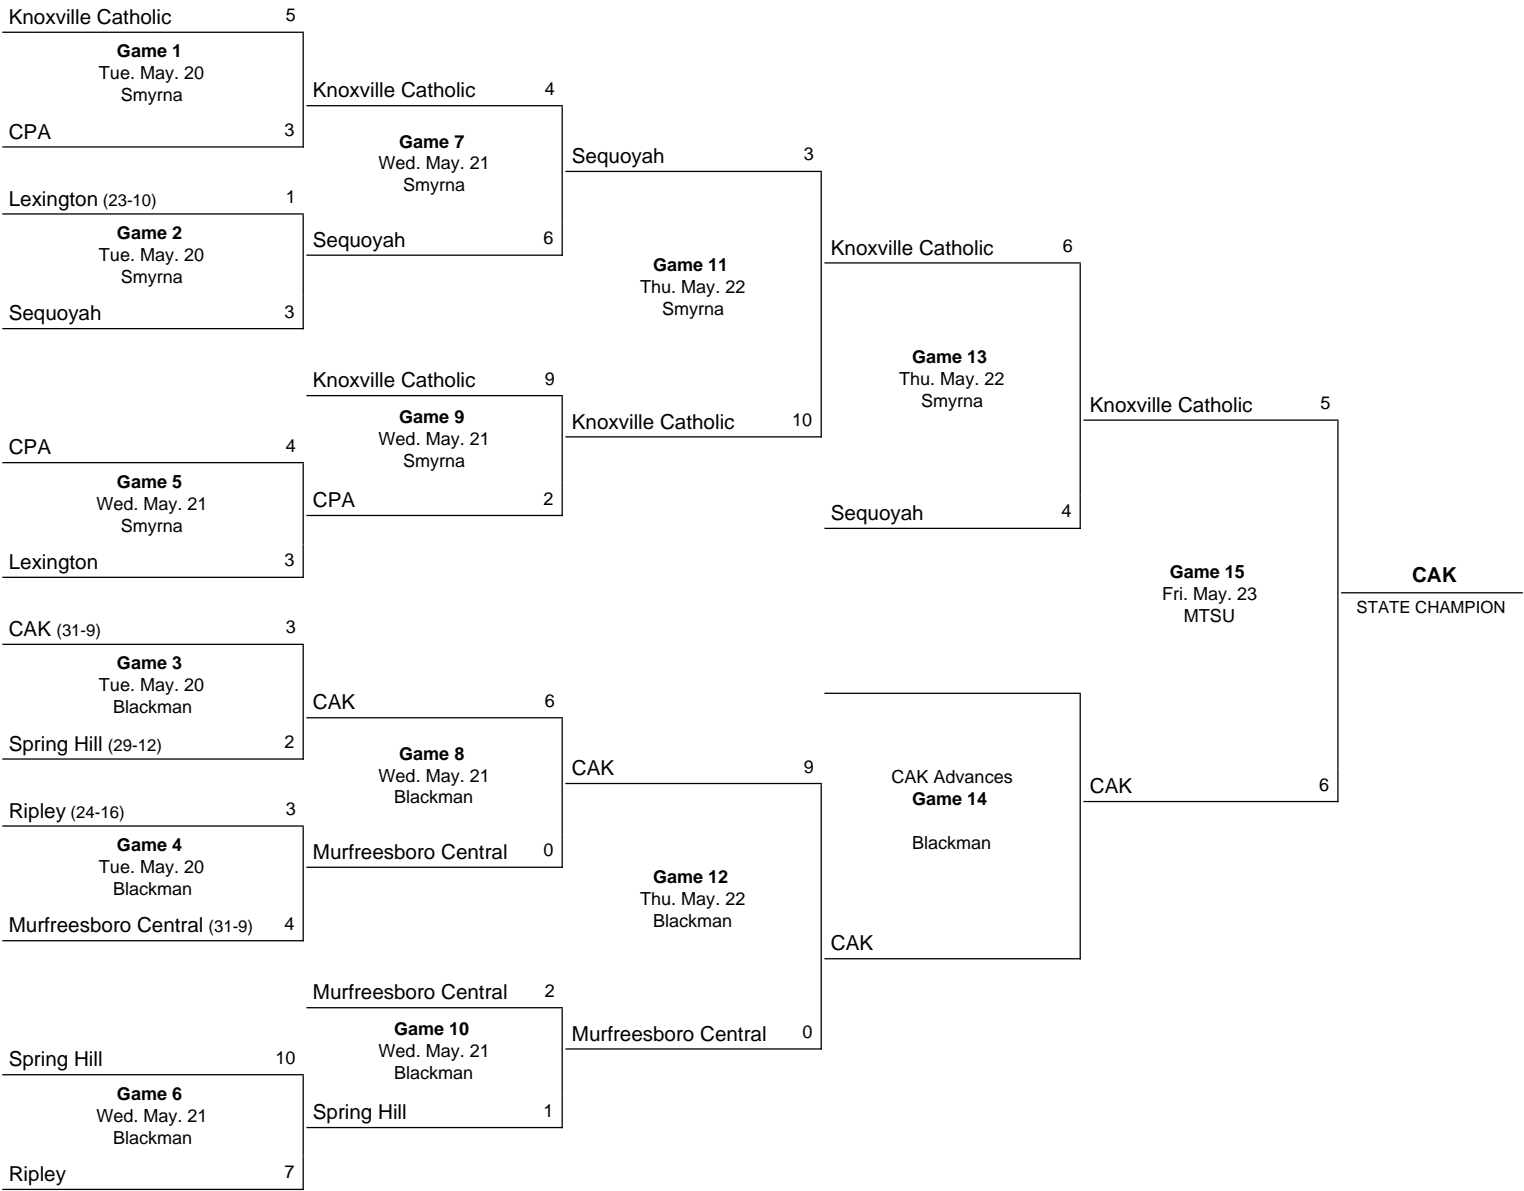 Knoxville Catholic 5
Game 1
Tue. May. 20
Smyrna
CPA 3
Lexington (23-10) 1
Game 2
Tue. May. 20
Smyrna
Sequoyah 3
CPA 4
Game 5
Wed. May. 21
Smyrna
Lexington 3
CAK (31-9) 3
Game 3
Tue. May. 20
Blackman
Spring Hill (29-12) 2
Ripley (24-16) 3
Game 4
Tue. May. 20
Blackman
Murfreesboro Central (31-9) 4
Spring Hill 10
Game 6
Wed. May. 21
Blackman
Ripley 7
Knoxville Catholic 4
Game 7
Wed. May. 21
Smyrna
Sequoyah 6
Knoxville Catholic 9
Game 9
Wed. May. 21
Smyrna
CPA 2
CAK 6
Game 8
Wed. May. 21
Blackman
Murfreesboro Central 0
Murfreesboro Central 2
Game 10
Wed. May. 21
Blackman
Spring Hill 1
Sequoyah 3
Game 11
Thu. May. 22
Smyrna
Knoxville Catholic 10
CAK 9
Game 12
Thu. May. 22
Blackman
Murfreesboro Central 0
Knoxville Catholic 6
Game 13
Thu. May. 22
Smyrna
Sequoyah 4
CAK Advances
Game 14
Blackman
CAK
Knoxville Catholic 5
Game 15
Fri. May. 23
MTSU
CAK 6
CAK
STATE CHAMPION